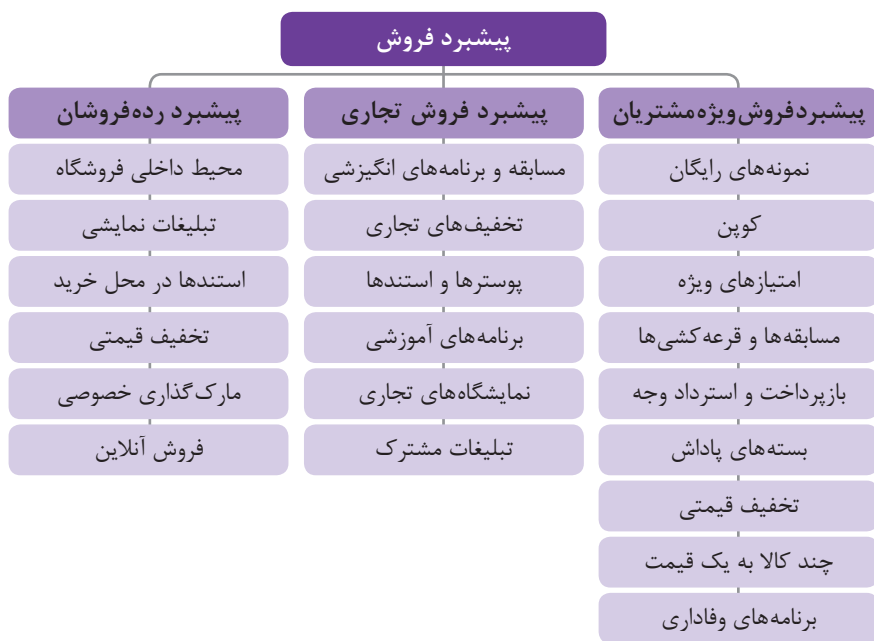 پیشبرد فروش
پیشبردفروش‌ویژه‌مشتریان
نمونه‌های رایگان
کوپن
امتیازهای ویژه
مسابقه‌ها و قرعه‌کشی‌ها
بازپرداخت و استرداد وجه
بسته‌های پاداش
تخفیف قیمتی
چند کالا به یک قیمت
برنامه‌های وفاداری
پیشبرد فروش تجاری
مسابقه و برنامه‌های انگیزشی
تخفیف‌های تجاری
پوسترها و استندها
برنامه‌های آموزشی
نمایشگاه‌های تجاری
تبلیغات مشترک
پیشبرد رده‌فروشان
محیط داخلی فروشگاه
تبلیغات نمایشی
استندها در محل خرید
تخفیف قیمتی
مارک‌گذاری خصوصی
فروش آنلاین